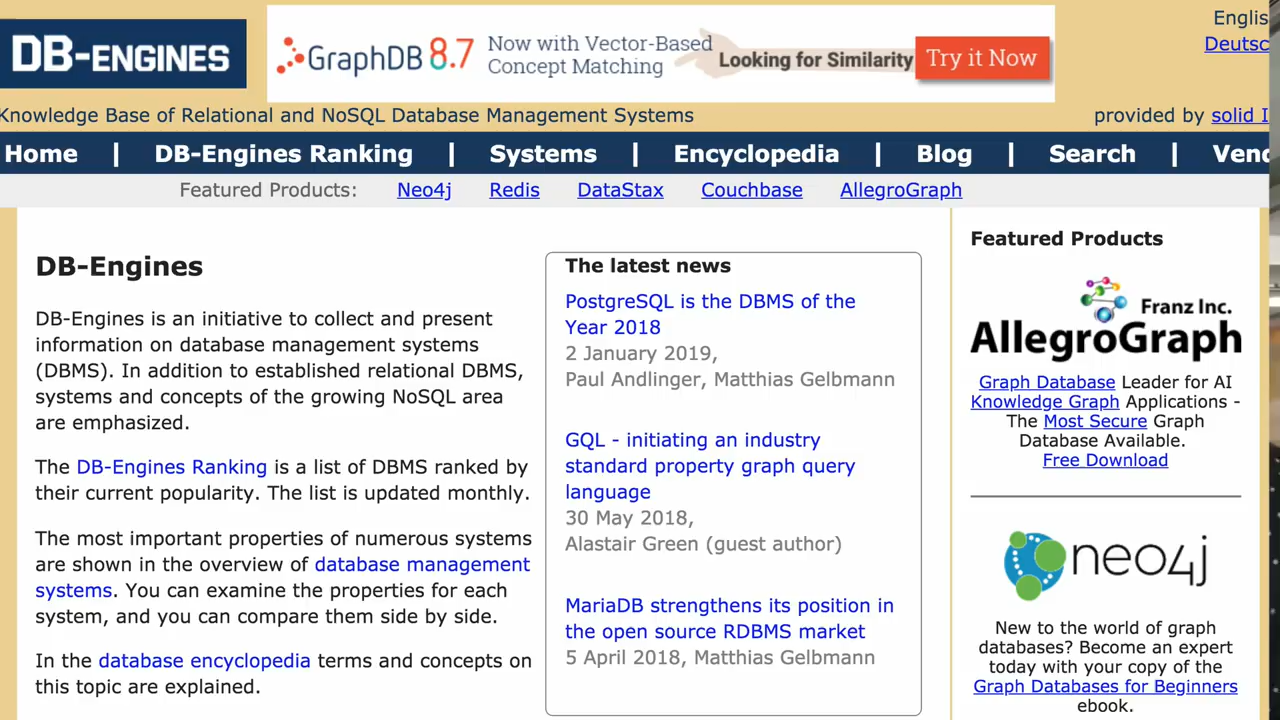 DB-ENGINES
GraphDB 8.7
Now with Vector-Based
Concept Matching
Looking for Similarity
Try it Now
Englis
Deutsc
Knowledge Base of Relational and NoSQL Database Management Systems
provided by solid I
Home | DB-Engines Ranking | Systems | Encyclopedia | Blog | Search | Vend
Featured Products: Neo4j Redis DataStax Couchbase AllegroGraph
DB-Engines
DB-Engines is an initiative to collect and present
information on database management systems
(DBMS). In addition to established relational DBMS,
systems and concepts of the growing NoSQL area
are emphasized.
The DB-Engines Ranking is a list of DBMS ranked by
their current popularity. The list is updated monthly.
The most important properties of numerous systems
are shown in the overview of database management
systems. You can examine the properties for each
system, and you can compare them side by side.
In the database encyclopedia terms and concepts on
this topic are explained.
The latest news
PostgreSQL is the DBMS of the
Year 2018
2 January 2019,
Paul Andlinger, Matthias Gelbmann
GQL - initiating an industry
standard property graph query
language
30 May 2018,
Alastair Green (guest author)
MariaDB strengthens its position in
the open source RDBMS market
5 April 2018, Matthias Gelbmann
Featured Products
Franz Inc.
AllegroGraph
Graph Database Leader for AI
Knowledge Graph Applications -
The Most Secure Graph
Database Available.
Free Download
neo4j
New to the world of graph
databases? Become an expert
today with your copy of the
Graph Databases for Beginners
ebook.